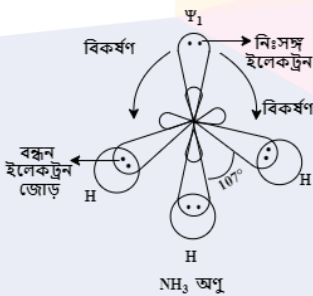 Ψ₁
বিকর্ষণ
নিঃসঙ্গ
ইলেকট্রন
বিকর্ষণ
বন্ধন
ইলেকট্রন
জোড়
H
107°
H
H
NH₃ অণু